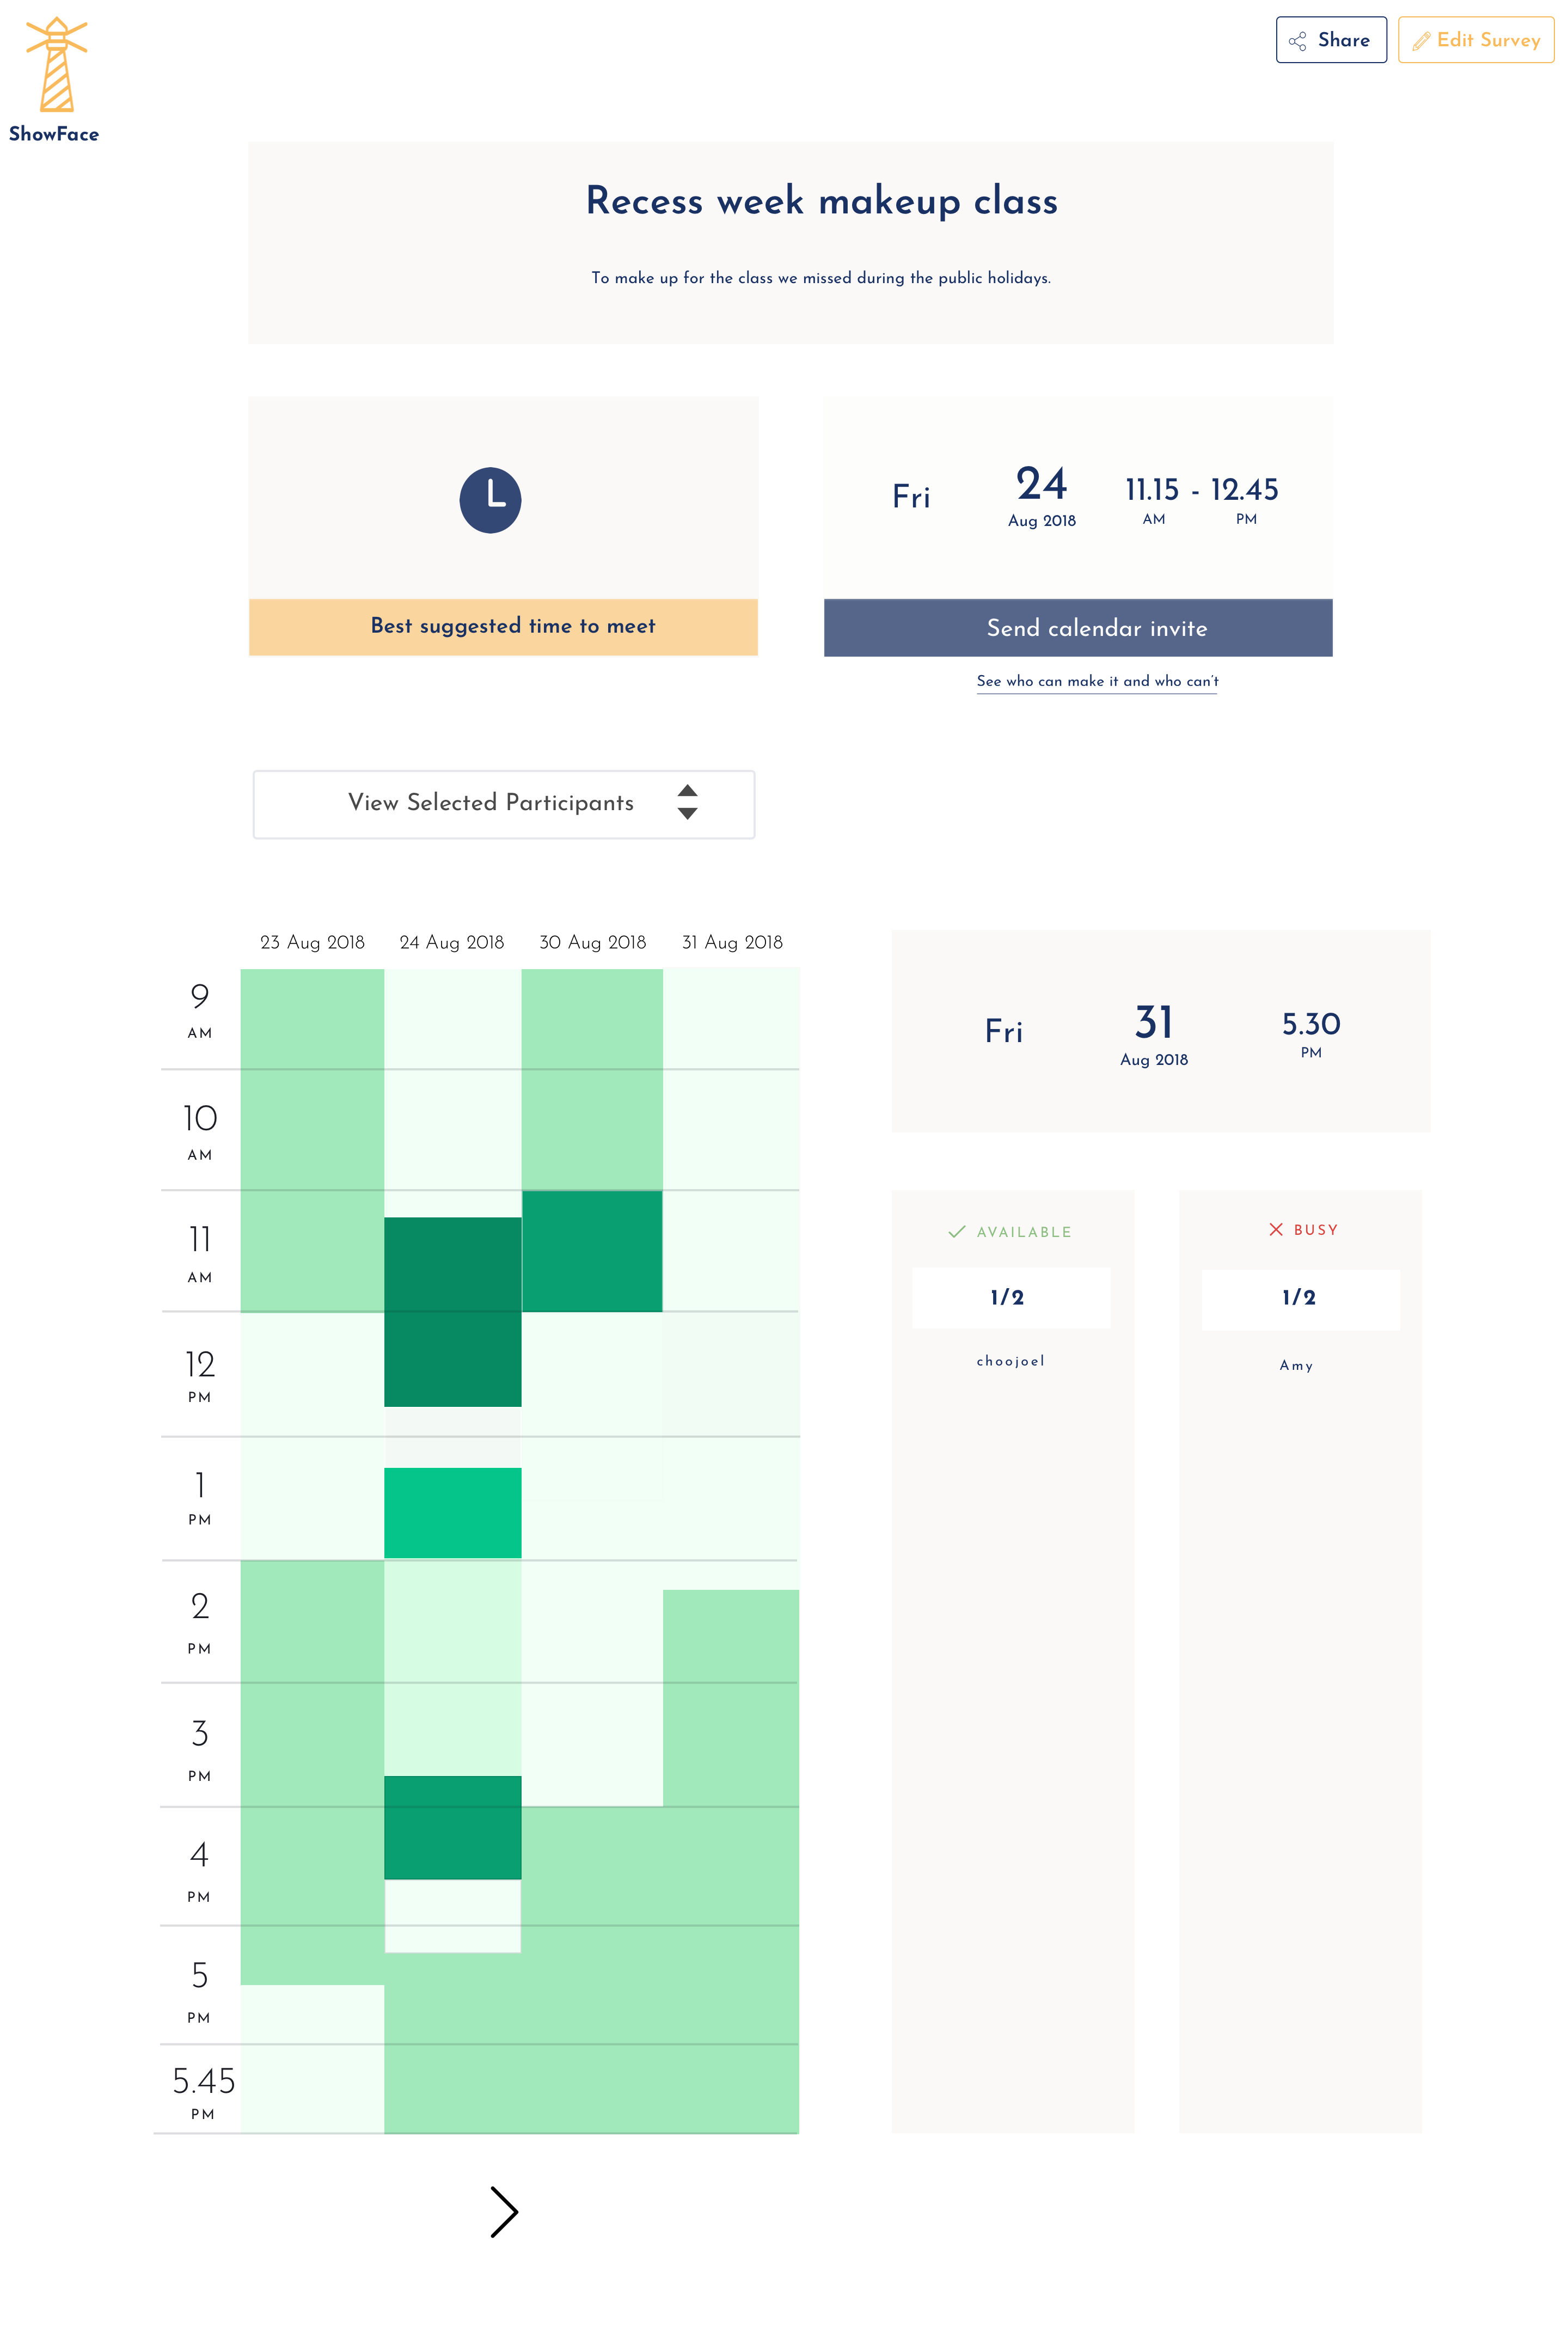 Share
Edit Survey
ShowFace
Recess week makeup class
To make up for the class we missed during the public holidays.
Fri
24
Aug 2018
11.15 - 12.45
AM PM
Best suggested time to meet
Send calendar invite
See who can make it and who can't
View Selected Participants
23 Aug 2018 24 Aug 2018 30 Aug 2018 31 Aug 2018
9
AM
10
AM
11
AM
12
PM
1
PM
2
PM
3
PM
4
PM
5
PM
5.45
PM
Fri
31
Aug 2018
5.30
PM
AVAILABLE
1/2
choojoel
BUSY
1/2
Amy